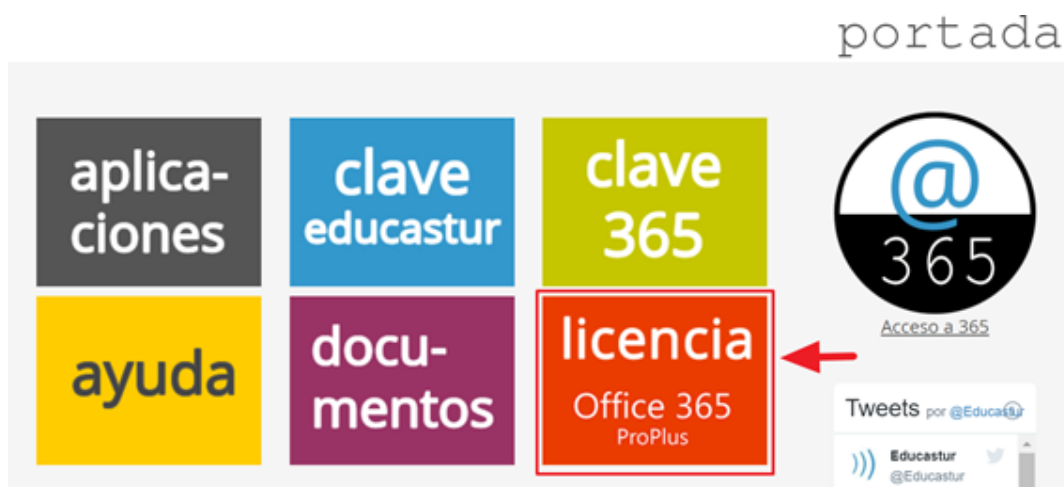 portada
aplica-
ciones
clave
educastur
clave
365
@
365
Acceso a 365
ayuda
docu-
mentos
licencia
Office 365
ProPlus
Tweets por @Educastur
Educastur
@Educastur